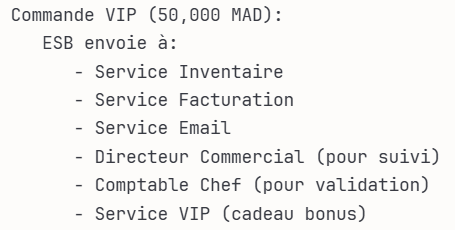 Commande VIP (50,000 MAD):
ESB envoie à:
- Service Inventaire
- Service Facturation
- Service Email
- Directeur Commercial (pour suivi)
- Comptable Chef (pour validation)
- Service VIP (cadeau bonus)